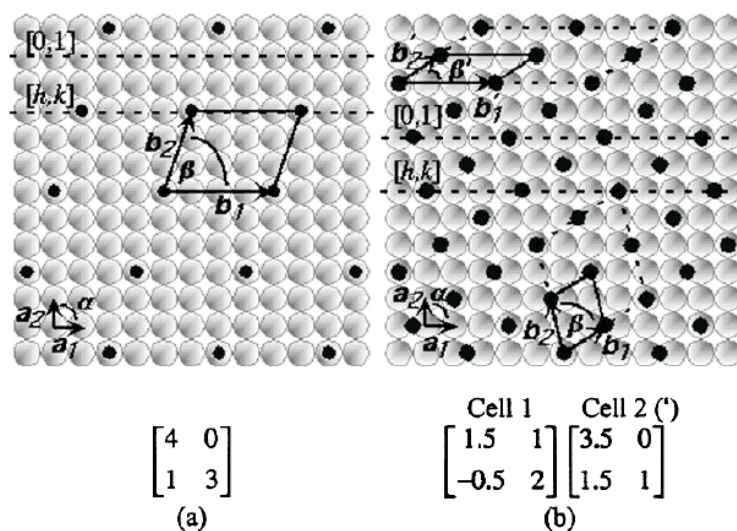 [0,1]
[h,k]
b2
β
b1
a2
α
a1
b2
β'
b1
[0,1]
[h,k]
a2
α
a1
b2
β
b1
Cell 1 Cell 2 (‘)
4 0
1 3
1.5 1 3.5 0
−0.5 2 1.5 1
(a) (b)